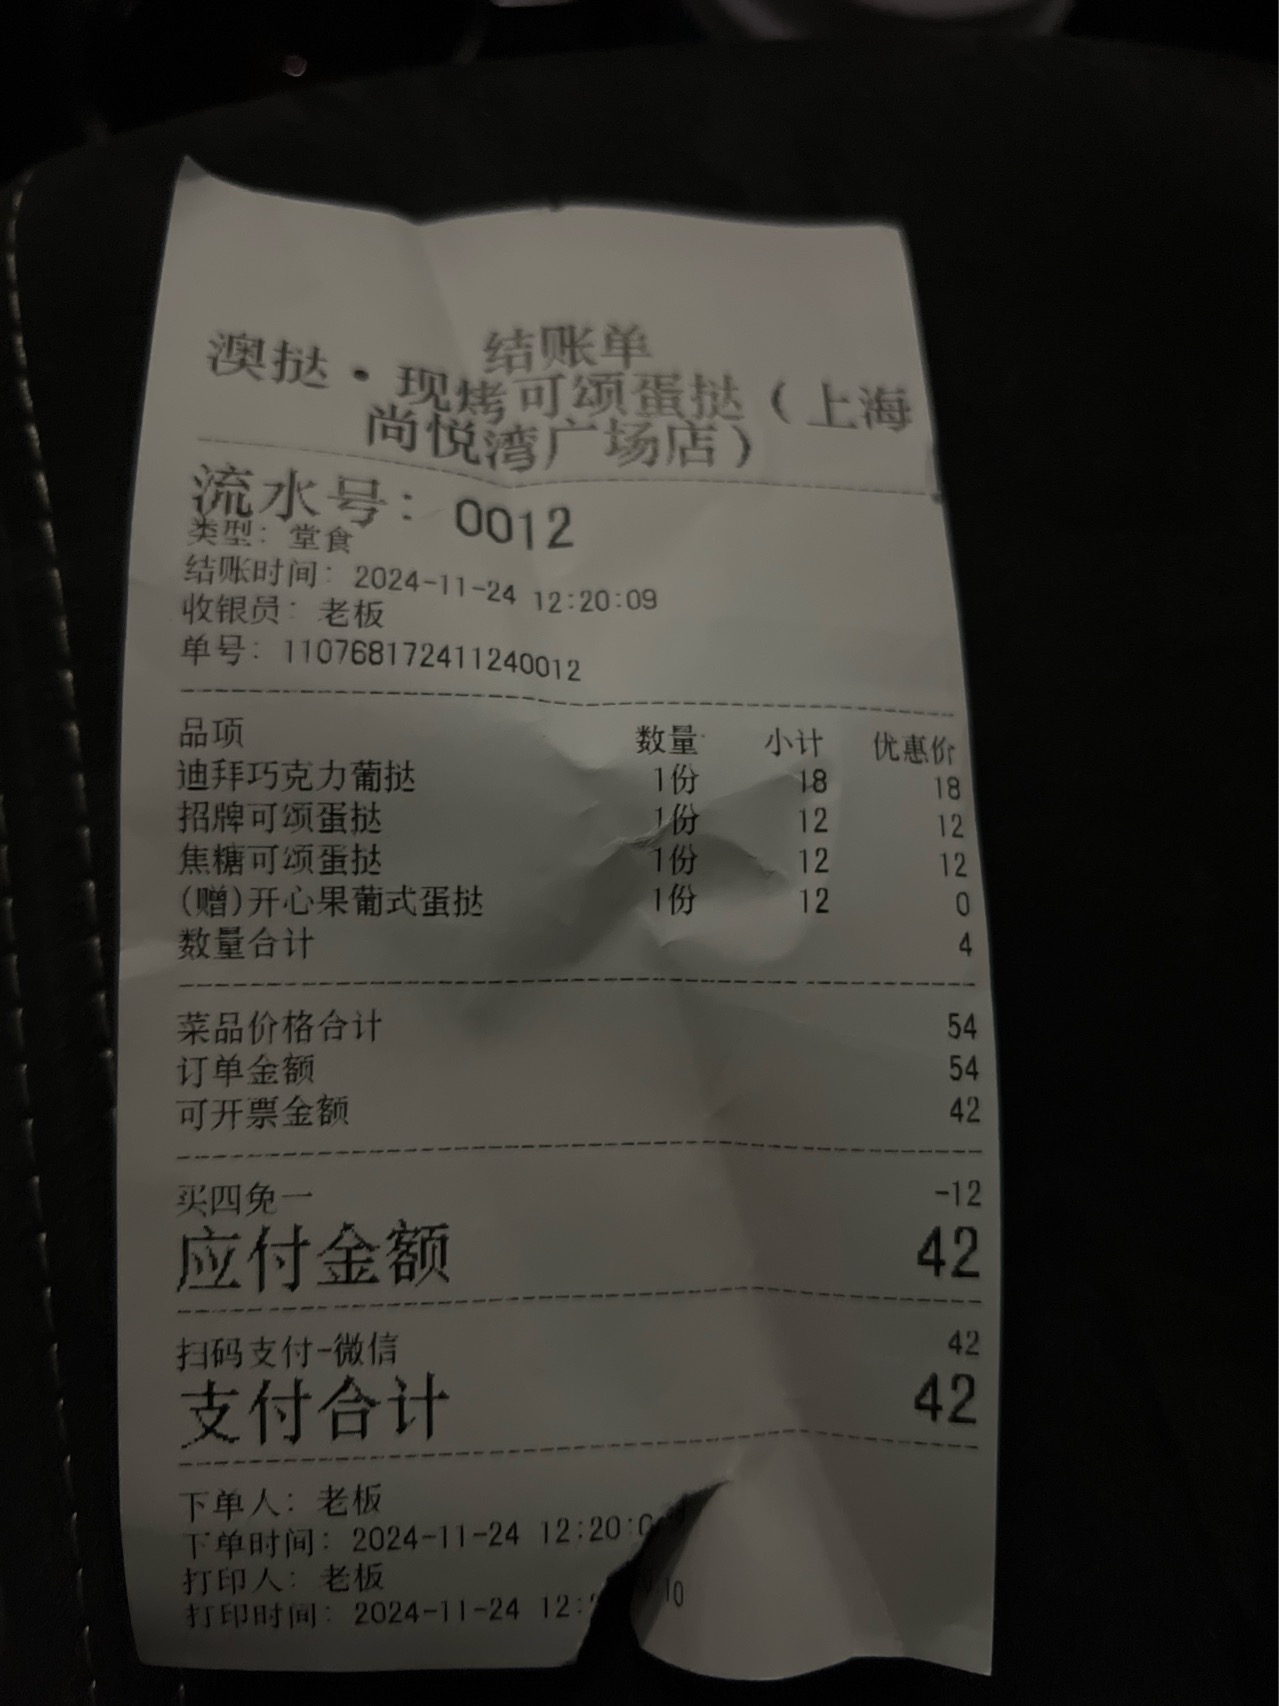 结账单
澳挞·现烤可颂蛋挞(上海
尚悦湾广场店)
流水号: 0012
类型: 堂食
结账时间: 2024-11-24 12:20:09
收银员: 老板
单号: 110768172411240012
品项 数量 小计 优惠价
迪拜巧克力葡挞 1份 18 18
招牌可颂蛋挞 1份 12 12
焦糖可颂蛋挞 1份 12 12
(赠)开心果葡式蛋挞 1份 12 0
数量合计 4
菜品价格合计 54
订单金额 54
可开票金额 42
买四免一 -12
应付金额 42
扫码支付-微信 42
支付合计 42
下单人: 老板
下单时间: 2024-11-24 12:20:0
打印人: 老板
打印时间: 2024-11-24 12: 10